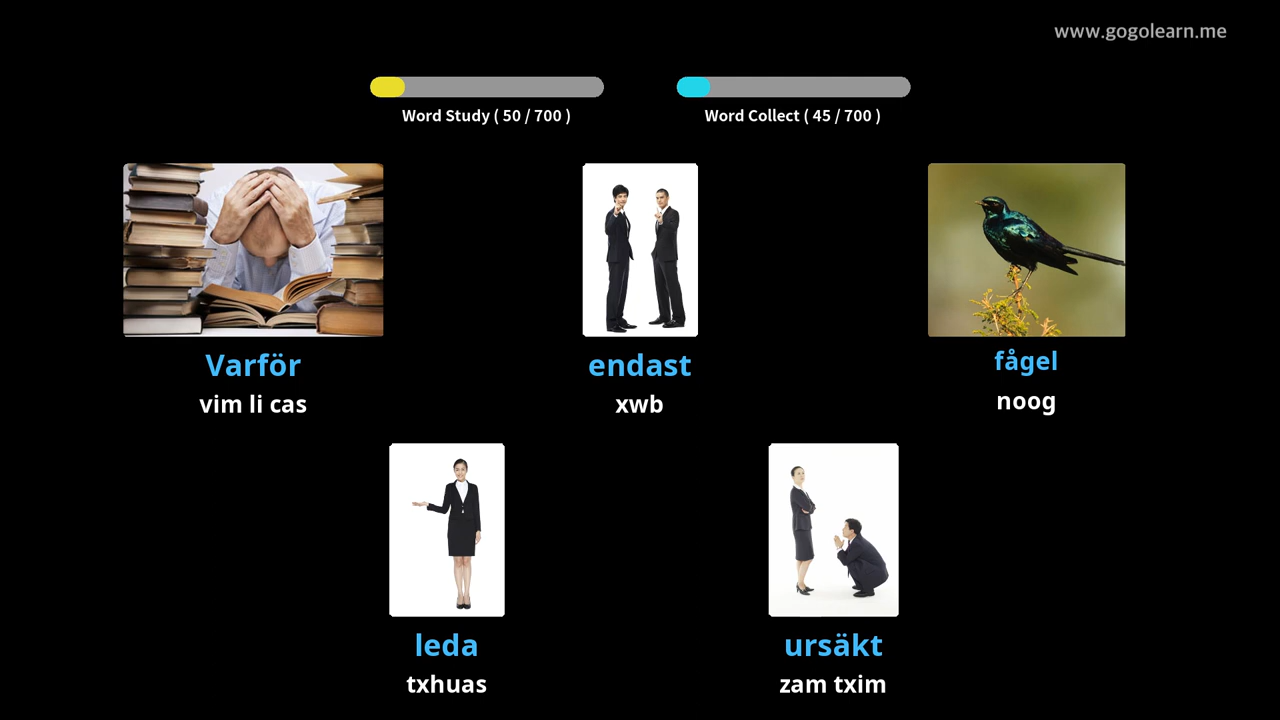 www.gogolearn.me
Word Study ( 50 / 700 )
Word Collect ( 45 / 700 )
Varför
endast
fågel
vim li cas
xwb
noog
leda
ursäkt
txhuas
zam txim